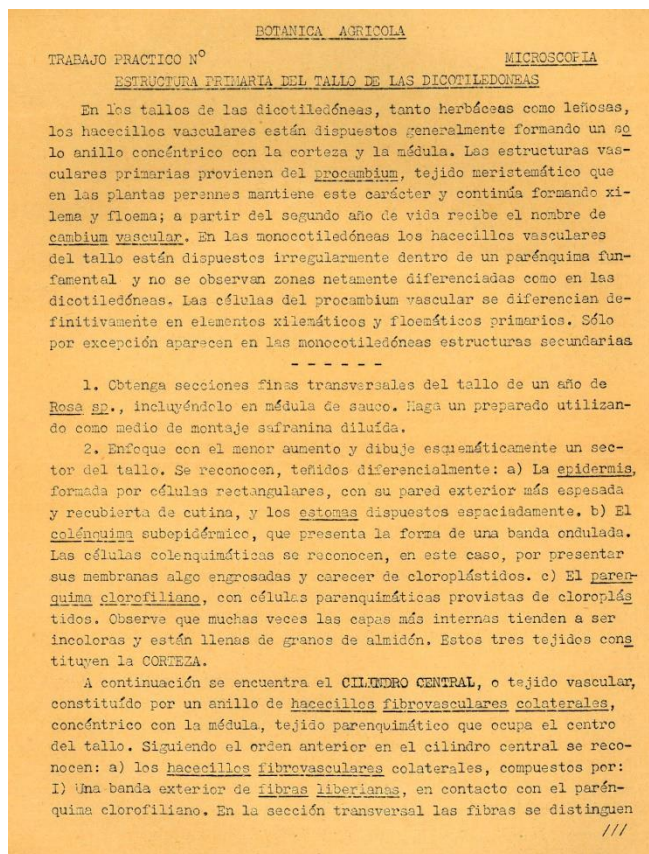 BOTANICA AGRICOLA
TRABAJO PRACTICO Nº MICROSCOPIA
ESTRUCTURA PRIMARIA DEL TALLO DE LAS DICOTILEDONEAS
En los tallos de las dicotiledóneas, tanto herbáceas como leñosas,
los hacecillos vasculares están dispuestos generalmente formando un so
lo anillo concéntrico con la corteza y la médula. Las estructuras vas-
culares primarias provienen del procambium, tejido meristemático que
en las plantas perennes mantiene este carácter y continúa formando xi-
lema y floema; a partir del segundo año de vida recibe el nombre de
cambium vascular. En las monocotiledóneas los hacecillos vasculares
del tallo están dispuestos irregularmente dentro de un parénquima fun-
famental y no se observan zonas netamente diferenciadas como en las
dicotiledóneas. Las células del procambium vascular se diferencian de-
finitivamente en elementos xilemáticos y floemáticos primarios. Sólo
por excepción aparecen en las monocotiledóneas estructuras secundarias
- - - - - -
1. Obtenga secciones finas transversales del tallo de un año de
Rosa sp., incluyéndolo en médula de sauco. Haga un preparado utilizan-
do como medio de montaje safranina diluída.
2. Enfoque con el menor aumento y dibuje esquemáticamente un sec-
tor del tallo. Se reconocen, teñidos diferencialmente: a) La epidermis,
formada por células rectangulares, con su pared exterior más espesada
y recubierta de cutina, y los estomas dispuestos espaciadamente. b) El
colénquima subepidérmico, que presenta la forma de una banda ondulada.
Las células colenquimáticas se reconocen, en este caso, por presentar
sus membranas algo engrosadas y carecer de cloroplástidos. c) El paren-
quima clorofiliano, con células parenquimáticas provistas de cloroplás
tidos. Observe que muchas veces las capas más internas tienden a ser
incoloras y están llenas de granos de almidón. Estos tres tejidos cons
tituyen la CORTEZA.
A continuación se encuentra el CILINDRO CENTRAL, o tejido vascular,
constituído por un anillo de hacecillos fibrovasculares colaterales,
concéntrico con la médula, tejido parenquimático que ocupa el centro
del tallo. Siguiendo el orden anterior en el cilindro central se reco-
nocen: a) los hacecillos fibrovasculares colaterales, compuestos por:
I) Una banda exterior de fibras liberianas, en contacto con el parén-
quima clorofiliano. En la sección transversal las fibras se distinguen
///